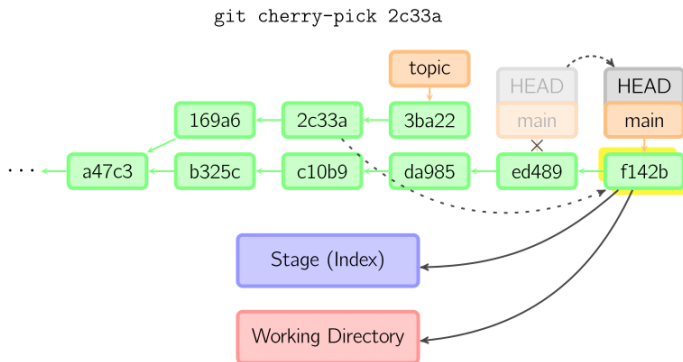 git cherry-pick 2c33a
topic
HEAD
HEAD
169a6
2c33a
3ba22
main
main
...
a47c3
b325c
c10b9
da985
ed489
f142b
Stage (Index)
Working Directory